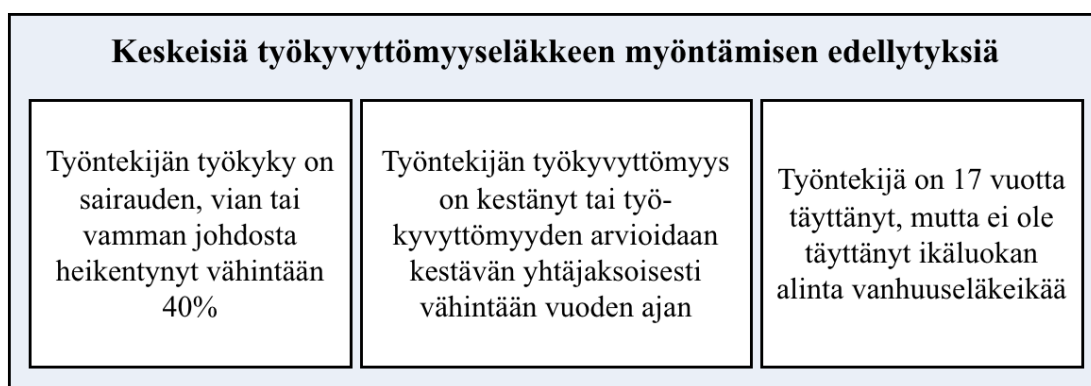 Keskeisiä työkyvyttömyyseläkkeen myöntämisen edellytyksiä
Työntekijän työkyky on
sairauden, vian tai
vamman johdosta
heikentynyt vähintään
40%
Työntekijän työkyvyttömyys
on kestänyt tai työ-
kyvyttömyyden arvioidaan
kestävän yhtäjaksoisesti
vähintään vuoden ajan
Työntekijä on 17 vuotta
täyttänyt, mutta ei ole
täyttänyt ikäluokan
alinta vanhuuseläkeikää